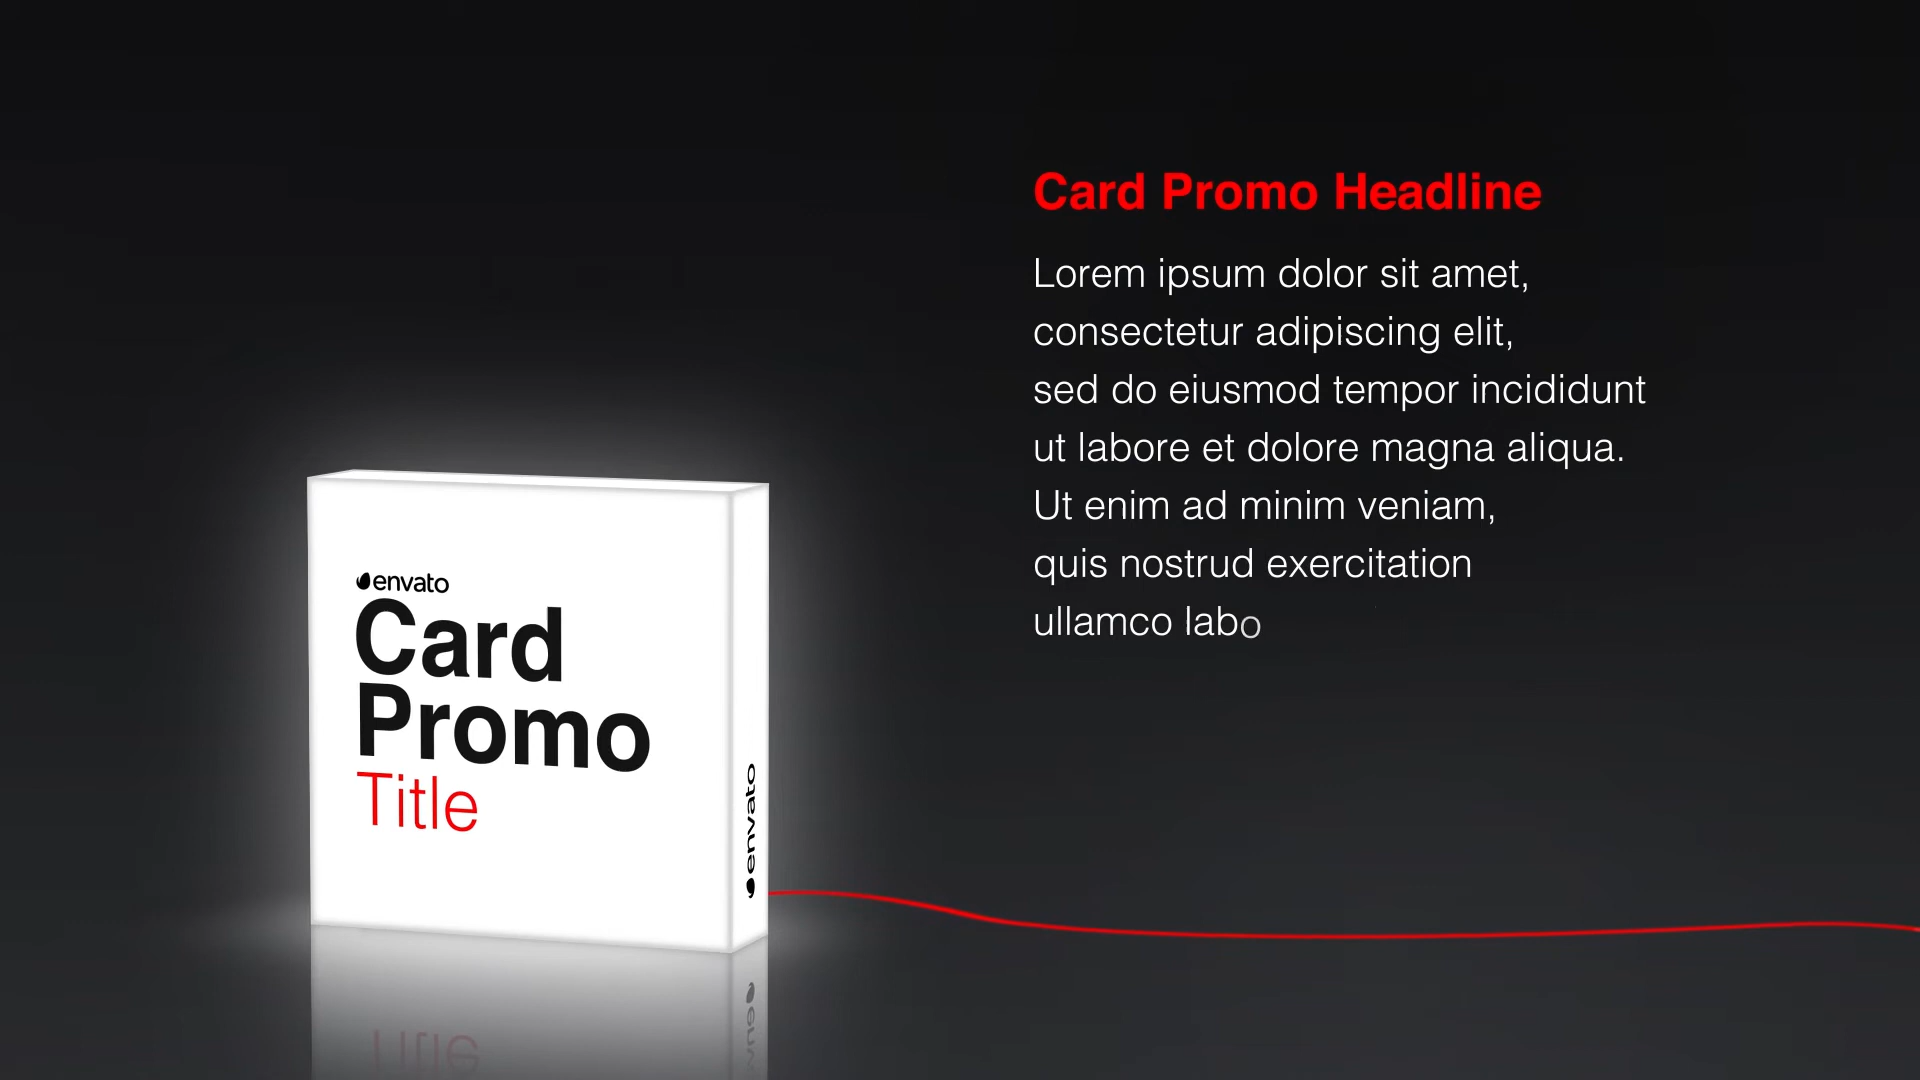 Card Promo Headline
Lorem ipsum dolor sit amet,
consectetur adipiscing elit,
sed do eiusmod tempor incididunt
ut labore et dolore magna aliqua.
Ut enim ad minim veniam,
quis nostrud exercitation
ullamco labo
envato
Card
Promo
Title
envato